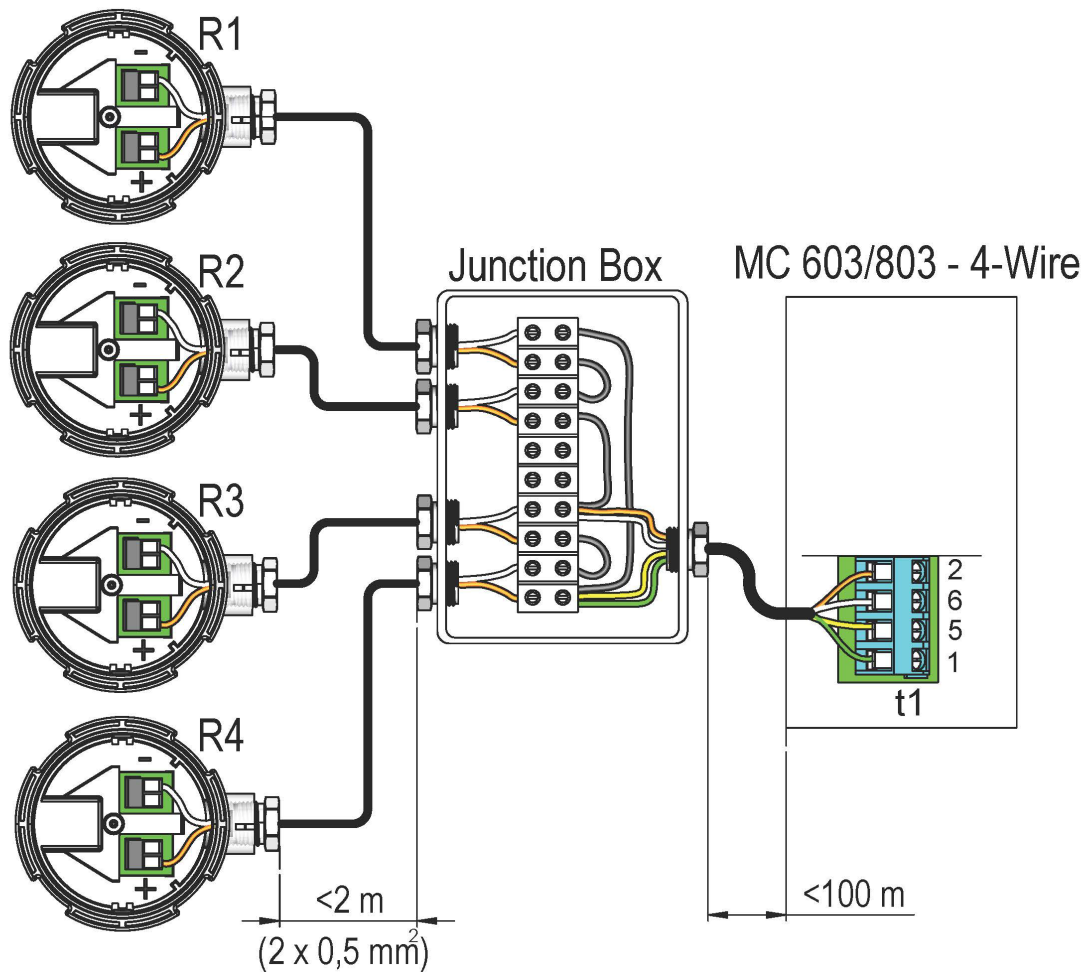 R1
-
+
R2
-
+
R3
-
+
R4
-
+
Junction Box
MC 603/803 - 4-Wire
2
6
5
1
t1
<2 m
(2 x 0,5 mm²)
<100 m